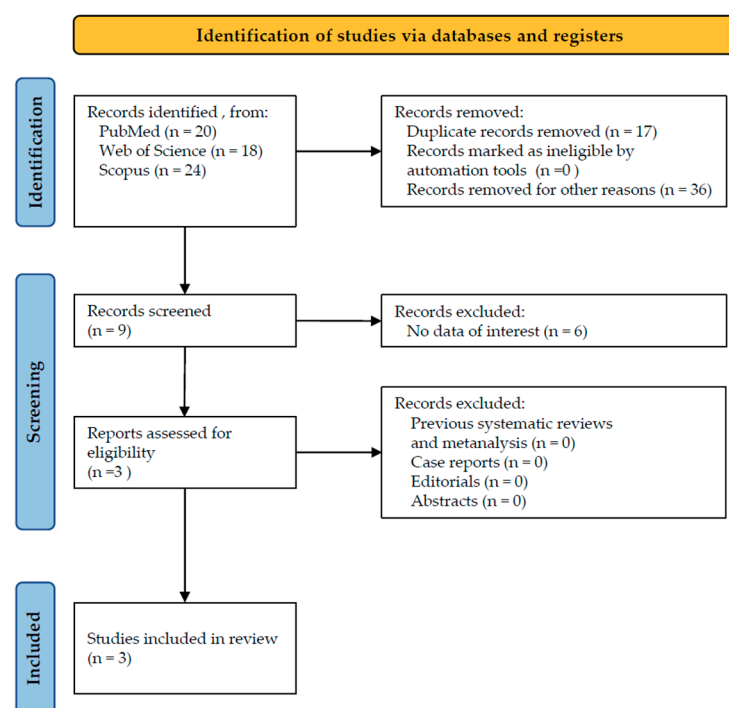 Identification of studies via databases and registers
Identification
Records identified , from:
PubMed (n = 20)
Web of Science (n = 18)
Scopus (n = 24)
Records removed:
Duplicate records removed (n = 17)
Records marked as ineligible by
automation tools (n =0 )
Records removed for other reasons (n = 36)
Screening
Records screened
(n = 9)
Records excluded:
No data of interest (n = 6)
Reports assessed for
eligibility
(n =3 )
Records excluded:
Previous systematic reviews
and metanalysis (n = 0)
Case reports (n = 0)
Editorials (n = 0)
Abstracts (n = 0)
Included
Studies included in review
(n = 3)